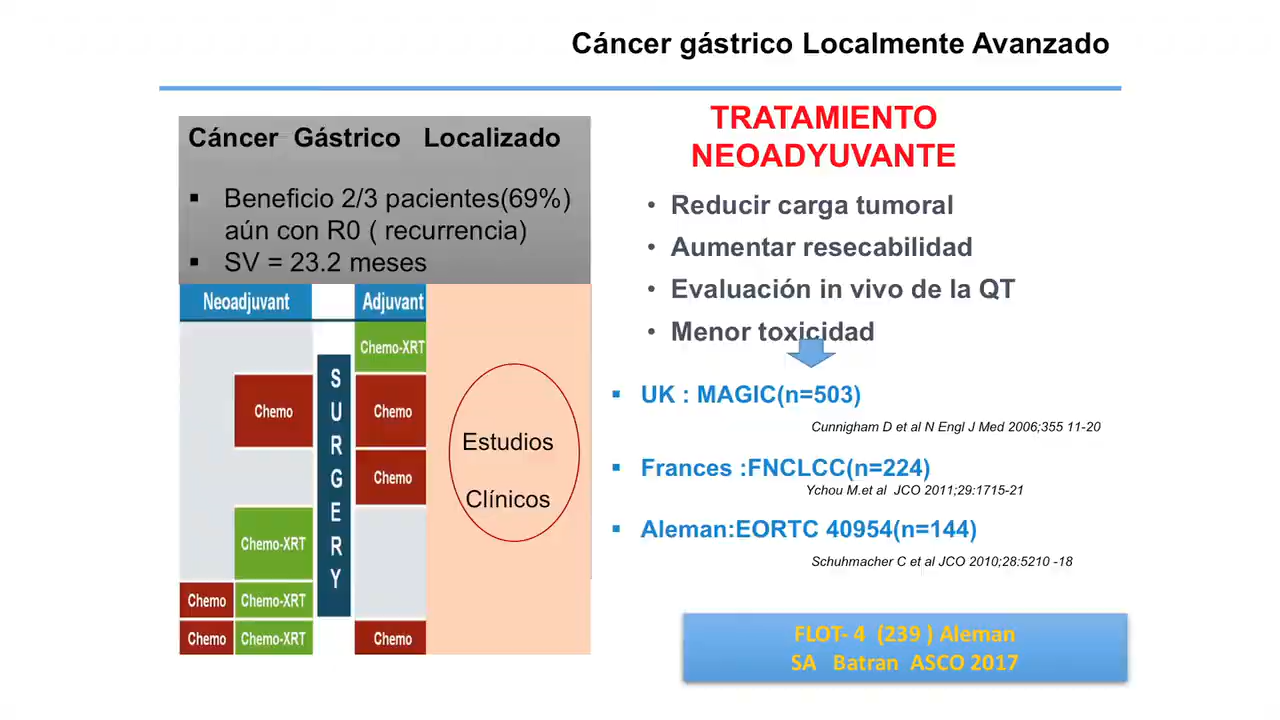 Cáncer gástrico Localmente Avanzado
Cáncer Gástrico Localizado
▪ Beneficio 2/3 pacientes(69%)
aún con R0 ( recurrencia)
▪ SV = 23.2 meses
Neoadjuvant
Adjuvant
Chemo-XRT
SURGERY
Chemo
Chemo
Chemo
Chemo-XRT
Chemo
Chemo-XRT
Chemo
Chemo-XRT
Chemo
Estudios
Clínicos
TRATAMIENTO
NEOADYUVANTE
• Reducir carga tumoral
• Aumentar resecabilidad
• Evaluación in vivo de la QT
• Menor toxicidad
▪ UK : MAGIC(n=503)
Cunnigham D et al N Engl J Med 2006;355 11-20
▪ Frances :FNCLCC(n=224)
Ychou M.et al JCO 2011;29:1715-21
▪ Aleman:EORTC 40954(n=144)
Schuhmacher C et al JCO 2010;28:5210 -18
FLOT- 4 (239 ) Aleman
SA Batran ASCO 2017